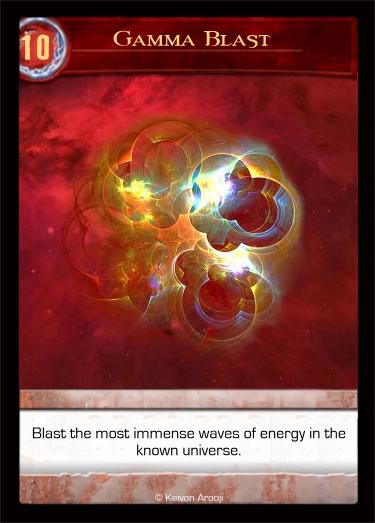 10
Gamma Blast
Blast the most immense waves of energy in the
known universe.
© Keivon Arooji